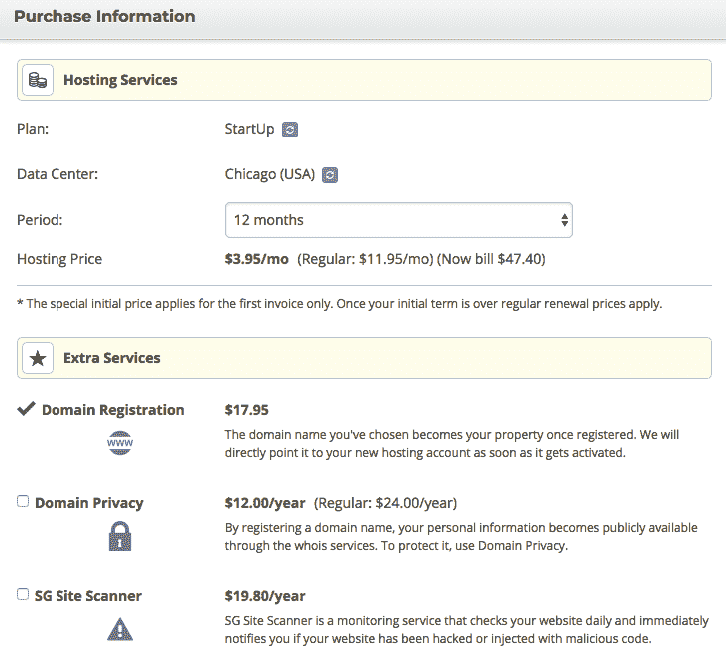 Purchase Information
Hosting Services
Plan: StartUp
Data Center: Chicago (USA)
Period: 12 months
Hosting Price $3.95/mo (Regular: $11.95/mo) (Now bill $47.40)
* The special initial price applies for the first invoice only. Once your initial term is over regular renewal prices apply.
Extra Services
Domain Registration $17.95
www
The domain name you've chosen becomes your property once registered. We will
directly point it to your new hosting account as soon as it gets activated.
Domain Privacy $12.00/year (Regular: $24.00/year)
By registering a domain name, your personal information becomes publicly available
through the whois services. To protect it, use Domain Privacy.
SG Site Scanner $19.80/year
SG Site Scanner is a monitoring service that checks your website daily and immediately
notifies you if your website has been hacked or injected with malicious code.